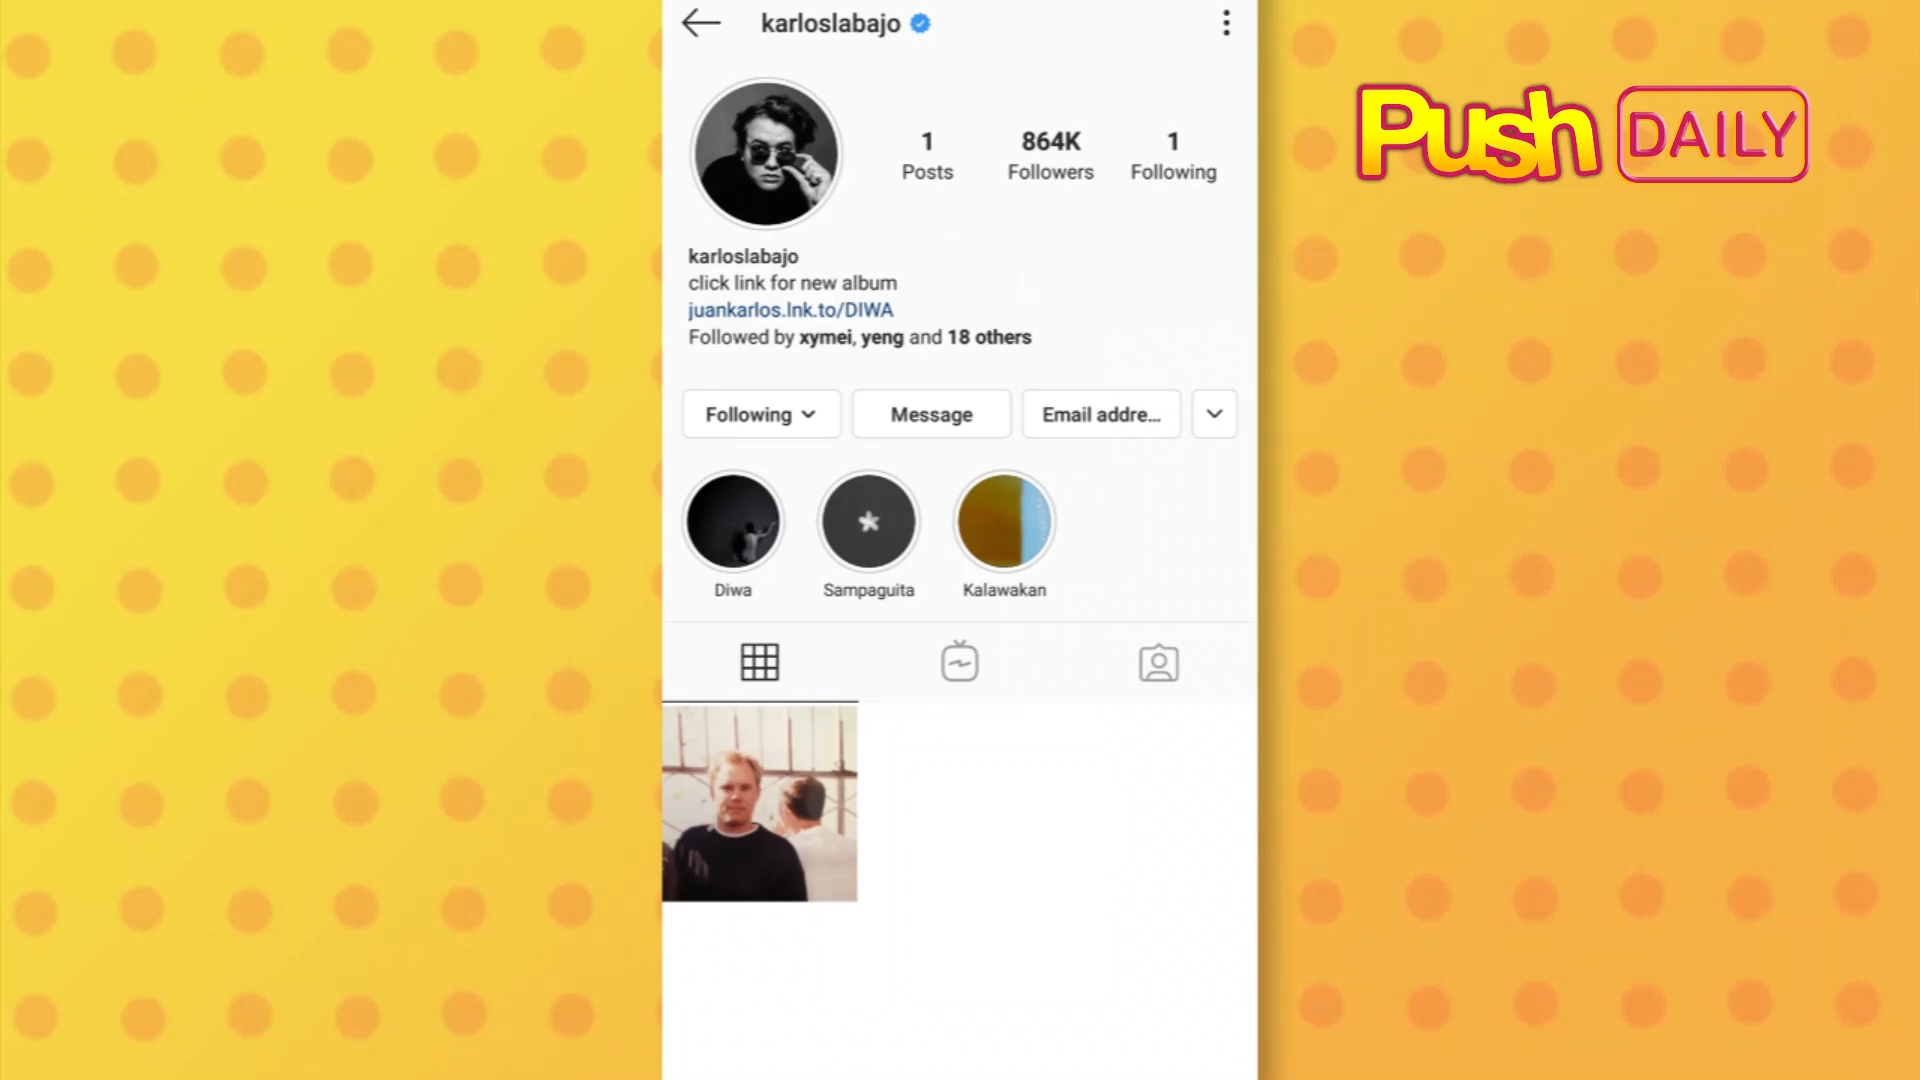 karloslabajo
Push DAILY
1 864K 1
Posts Followers Following
karloslabajo
click link for new album
juankarlos.lnk.to/DIWA
Followed by xymei, yeng and 18 others
Following Message Email addre...
Diwa Sampaguita Kalawakan